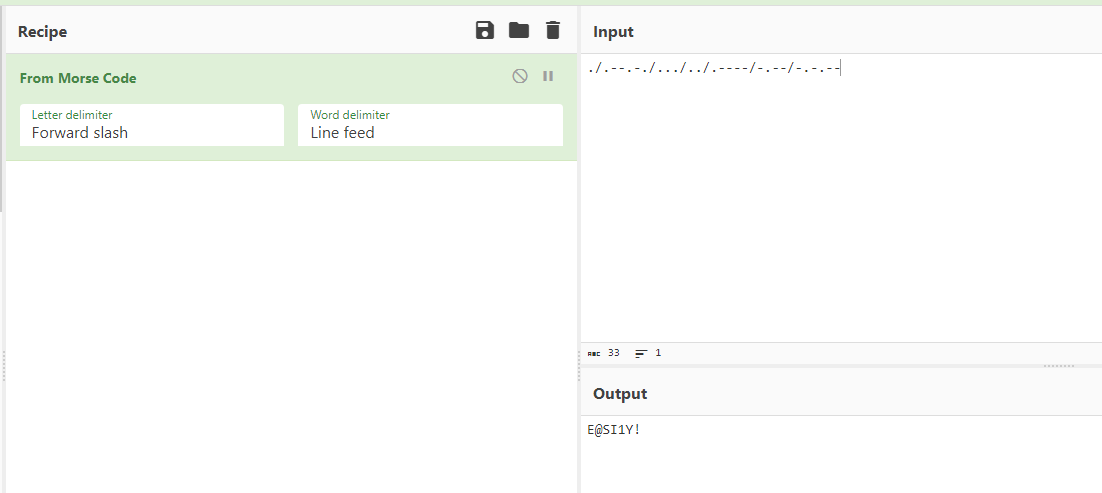 Recipe
From Morse Code
Letter delimiter
Forward slash
Word delimiter
Line feed
Input
./.--.-./.../../.----/-.--/-.-.--
ABC 33 1
Output
E@SI1Y!